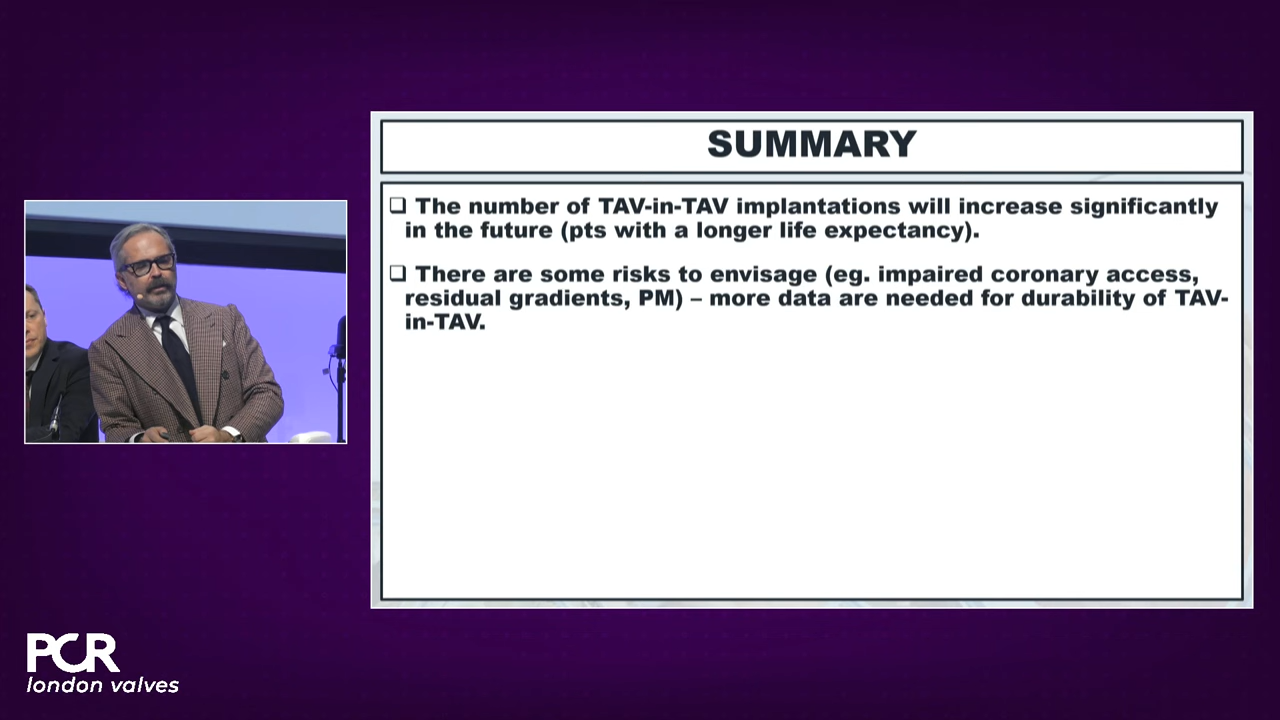 SUMMARY
❑ The number of TAV-in-TAV implantations will increase significantly
in the future (pts with a longer life expectancy).
❑ There are some risks to envisage (eg. impaired coronary access,
residual gradients, PM) – more data are needed for durability of TAV-
in-TAV.
PCR
london valves